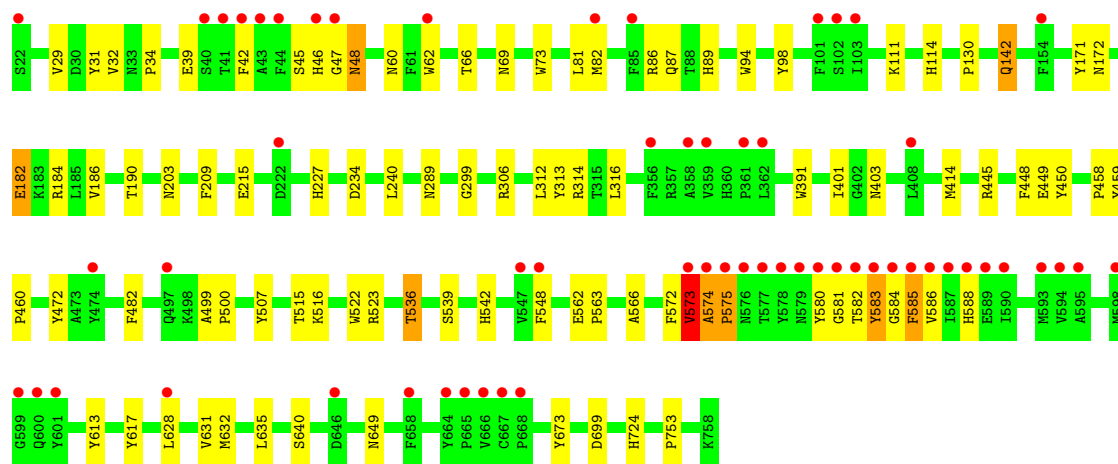 S22 V29 D30 Y31 V32 N33 P34 E39 S40 T41 F42 A43 F44 S45 H46 G47 N48 N60 F61 W62 T66 N69 W73 L81 M82 F85 R86 Q87 T88 H89 W94 Y98 F101 S102 I103 K111 H114 P130 Q142 F154 Y171 N172
E182 K183 R184 L185 V186 T190 N203 F209 E215 D222 H227 D234 L240 N289 G299 R306 L312 Y313 R314 T315 L316 F356 R357 A358 V359 H360 P361 L362 W391 I401 G402 N403 L408 M414 R445 F448 E449 Y450 P458 Y459
P460 Y472 A473 Y474 F482 Q497 K498 A499 P500 Y507 T515 K516 W522 R523 T536 S539 H542 V547 F548 E562 P563 A566 F572 V573 A574 P575 N576 T577 Y578 N579 Y580 G581 T582 Y583 G584 F585 V586 I587 H588 E589 I590 M593 V594 A595 M598
G599 Q600 Y601 Y613 Y617 L628 V631 M632 L635 S640 D646 N649 F658 Y664 P665 V666 C667 P668 Y673 D699 H724 P753 K758